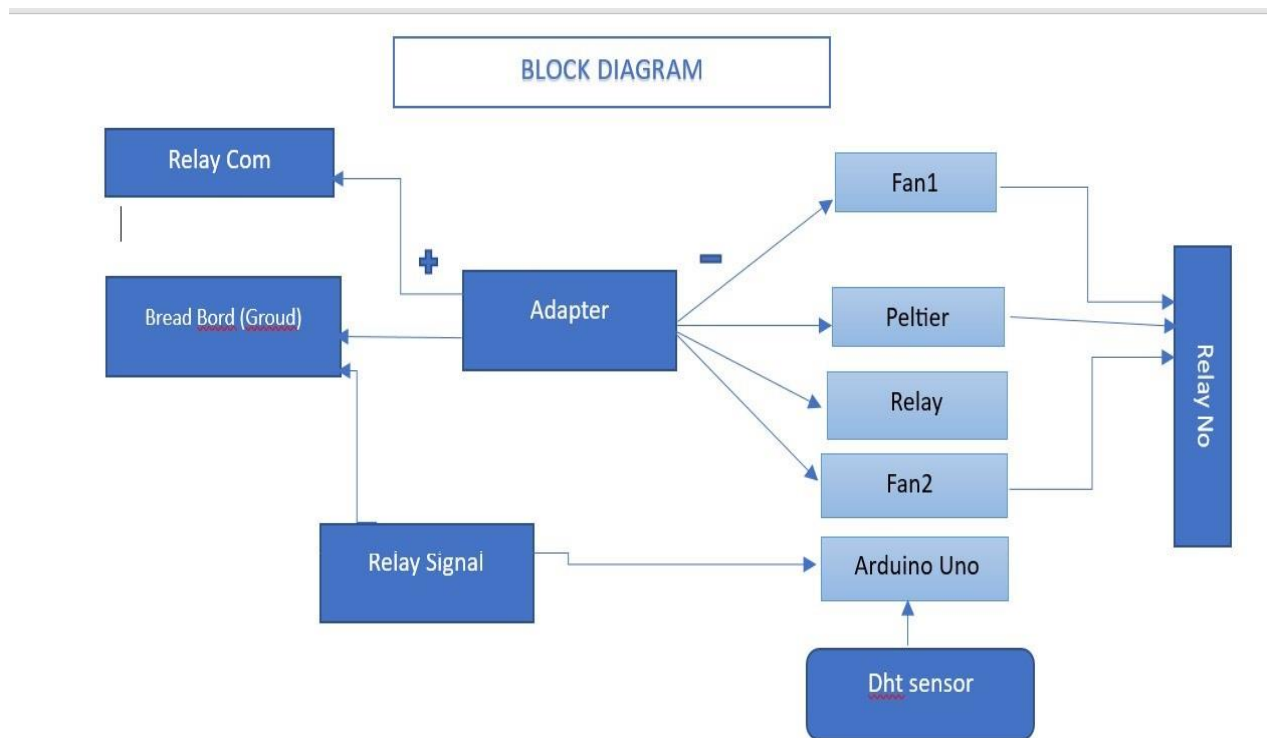 BLOCK DIAGRAM
Relay Com
Fan1
Bread Bord (Groud)
Adapter
Peltier
Relay No
Relay
Fan2
Relay Signal
Arduino Uno
Dht sensor